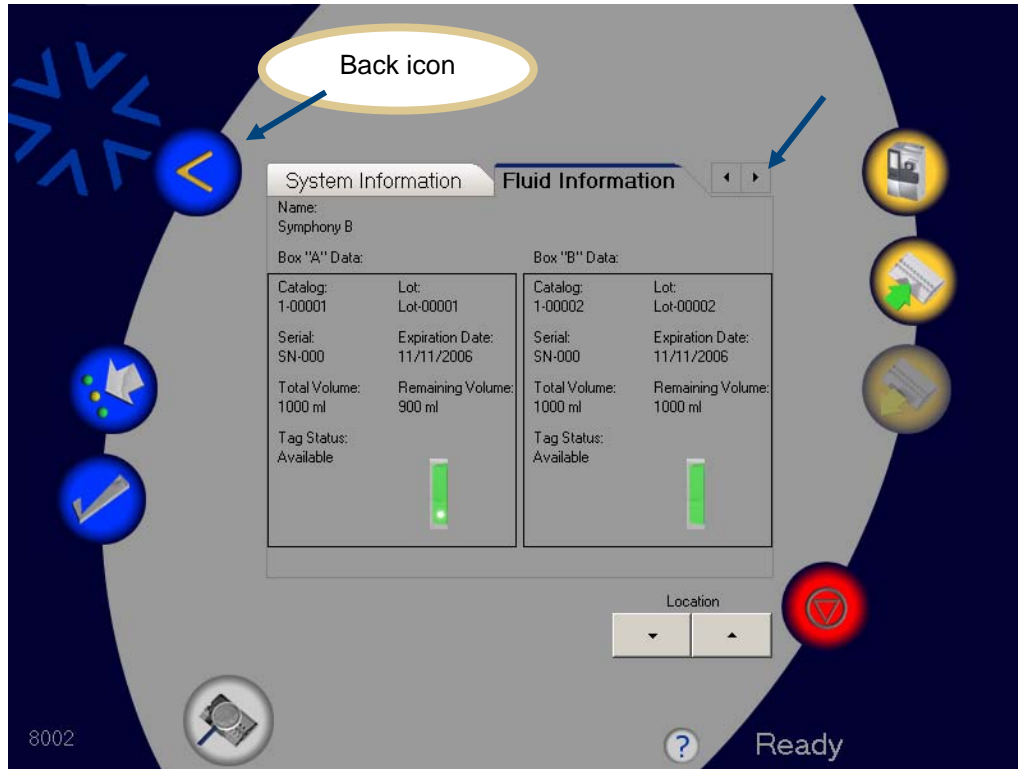 Back icon
System Information
Fluid Information
Name:
Symphony B
Box "A" Data:
Box "B" Data:
Catalog:
1-00001
Lot:
Lot-00001
Serial:
SN-000
Expiration Date:
11/11/2006
Total Volume:
1000 ml
Remaining Volume:
900 ml
Tag Status:
Available
Catalog:
1-00002
Lot:
Lot-00002
Serial:
SN-000
Expiration Date:
11/11/2006
Total Volume:
1000 ml
Remaining Volume:
1000 ml
Tag Status:
Available
Location
8002
?
Ready